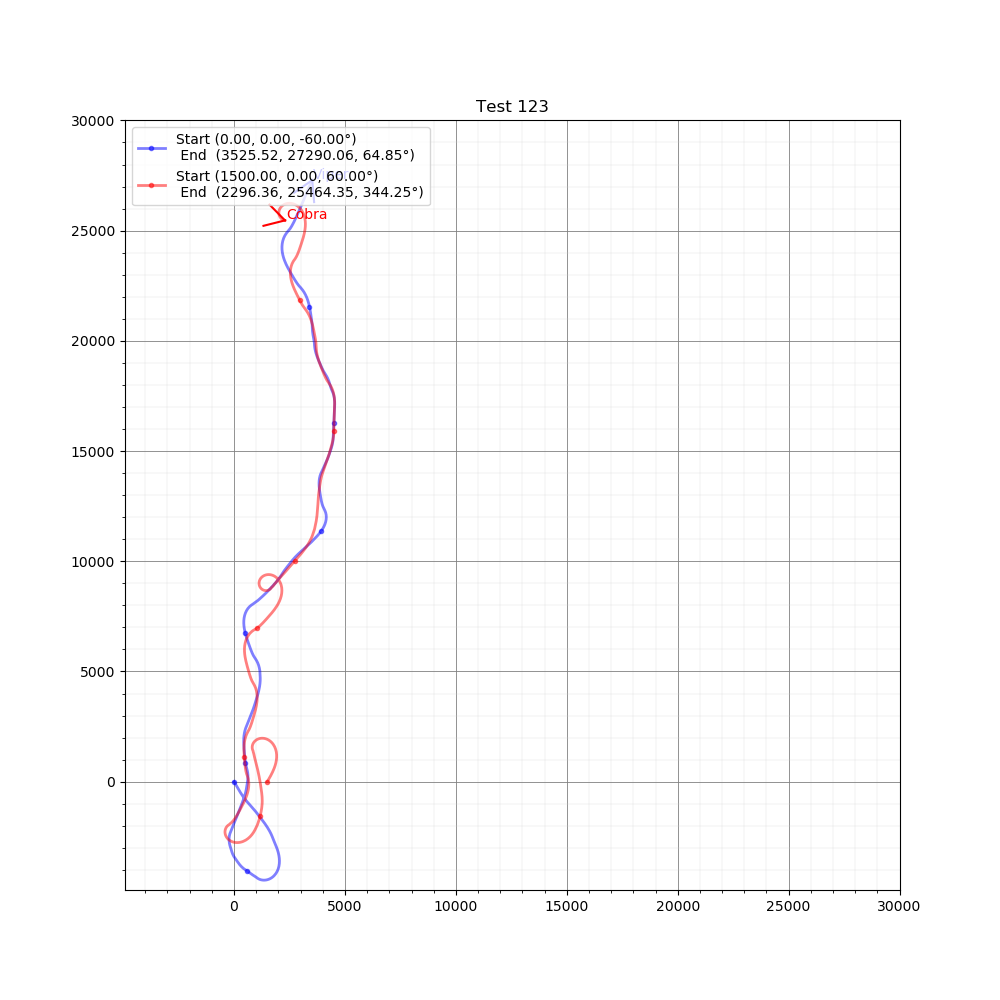 Test 123
30000
Start (0.00, 0.00, -60.00°)
End (3525.52, 27290.06, 64.85°)
Start (1500.00, 0.00, 60.00°)
End (2296.36, 25464.35, 344.25°)
Cobra
25000
20000
15000
10000
5000
0
0 5000 10000 15000 20000 25000 30000